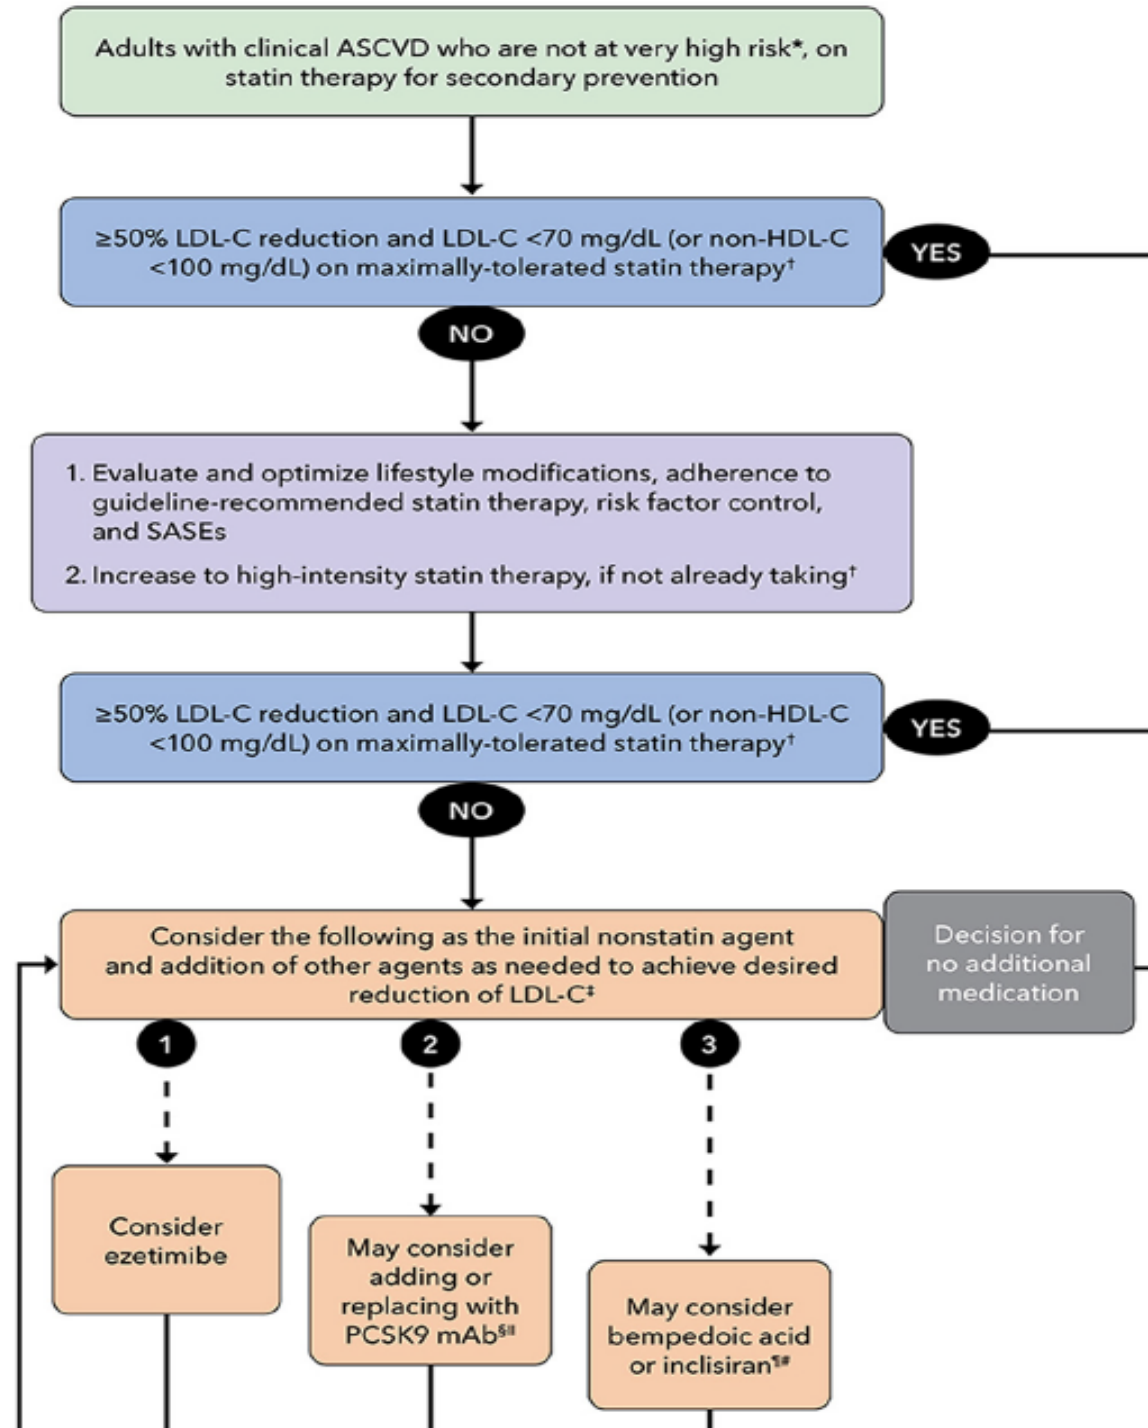 Adults with clinical ASCVD who are not at very high risk*, on
statin therapy for secondary prevention
≥50% LDL-C reduction and LDL-C <70 mg/dL (or non-HDL-C
<100 mg/dL) on maximally-tolerated statin therapy†
YES
NO
1. Evaluate and optimize lifestyle modifications, adherence to
guideline-recommended statin therapy, risk factor control,
and SASEs
2. Increase to high-intensity statin therapy, if not already taking†
≥50% LDL-C reduction and LDL-C <70 mg/dL (or non-HDL-C
<100 mg/dL) on maximally-tolerated statin therapy†
YES
NO
Consider the following as the initial nonstatin agent
and addition of other agents as needed to achieve desired
reduction of LDL-C‡
Decision for
no additional
medication
1
2
3
Consider
ezetimibe
May consider
adding or
replacing with
PCSK9 mAb§‖
May consider
bempedoic acid
or inclisiran¶#